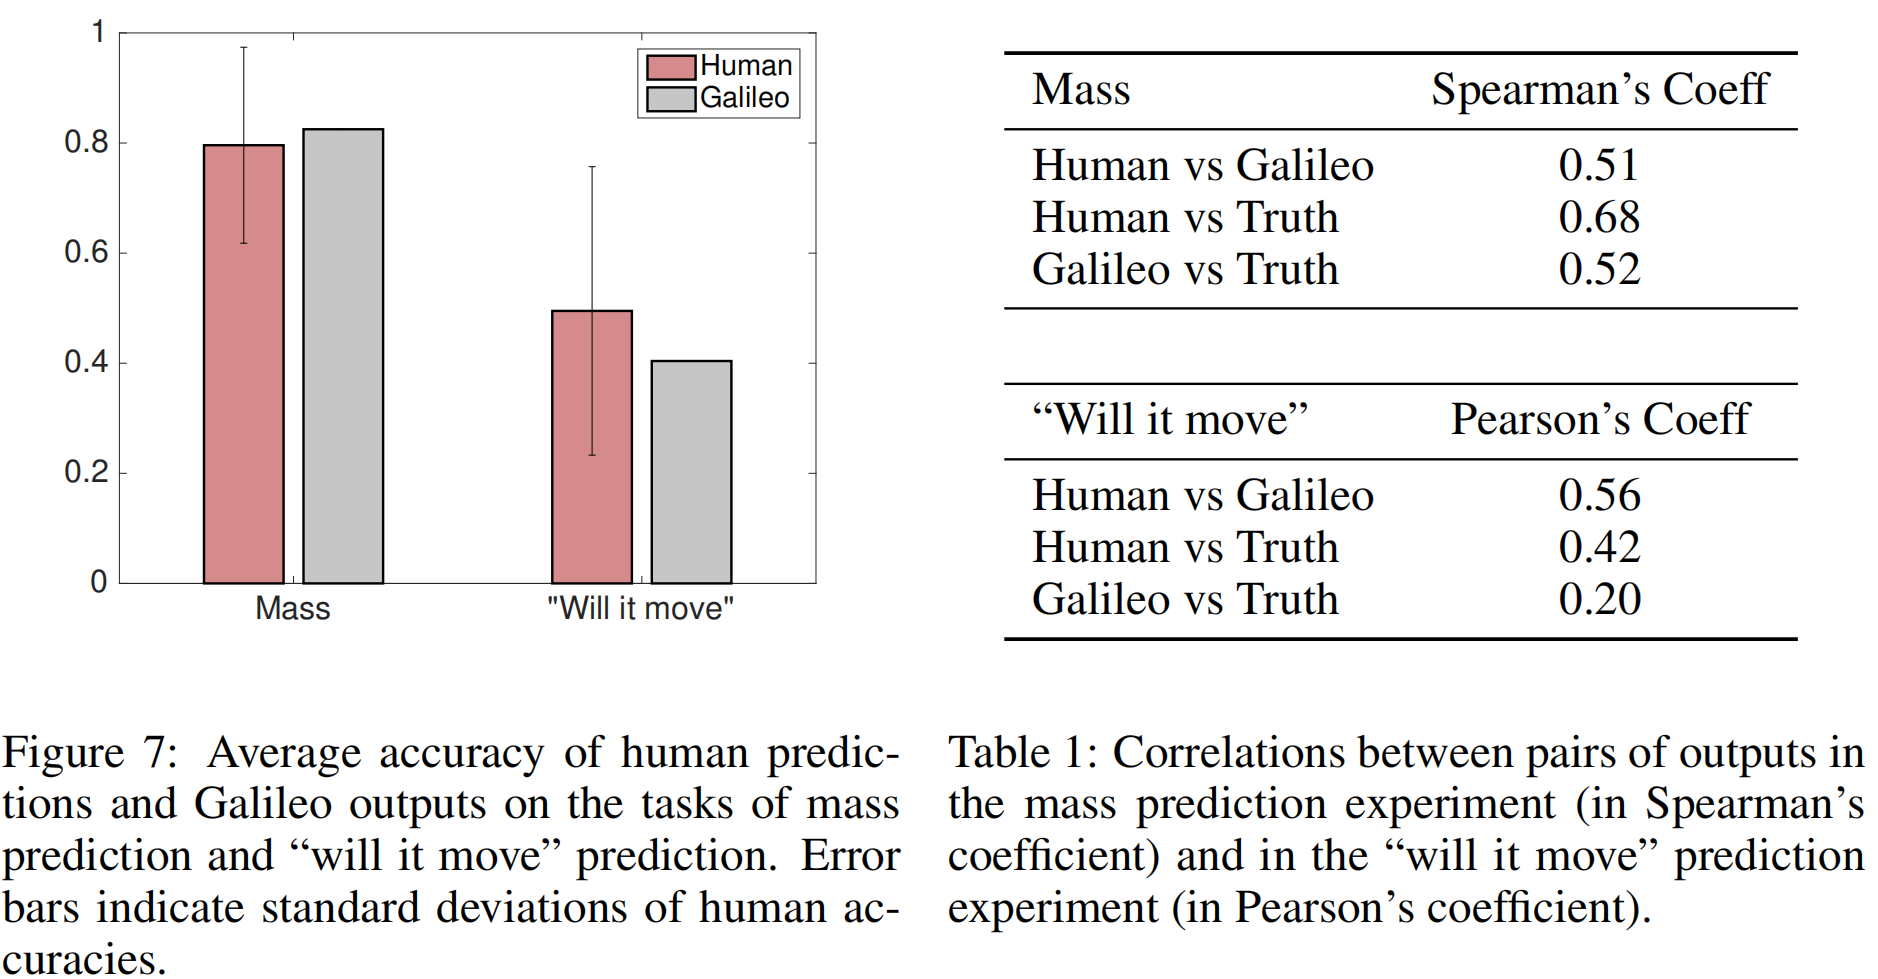 1
0.8
0.6
0.4
0.2
0
Human
Galileo
Mass
"Will it move"
Figure 7: Average accuracy of human predic-
tions and Galileo outputs on the tasks of mass
prediction and “will it move” prediction. Error
bars indicate standard deviations of human ac-
curacies.
Mass Spearman’s Coeff
Human vs Galileo 0.51
Human vs Truth 0.68
Galileo vs Truth 0.52
“Will it move” Pearson’s Coeff
Human vs Galileo 0.56
Human vs Truth 0.42
Galileo vs Truth 0.20
Table 1: Correlations between pairs of outputs in
the mass prediction experiment (in Spearman’s
coefficient) and in the “will it move” prediction
experiment (in Pearson’s coefficient).